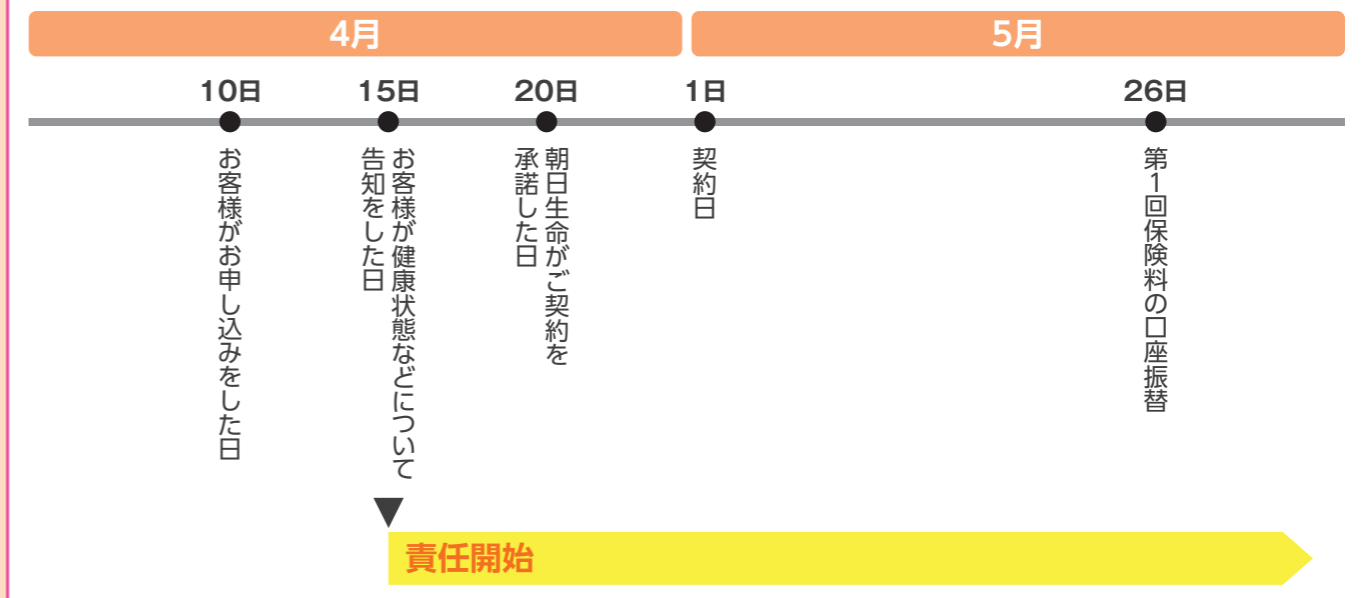 4月
5月
10日
15日
20日
1日
26日
お客様がお申し込みをした日
お客様が健康状態などについて
告知をした日
朝日生命がご契約を
承諾した日
契約日
第1回保険料の口座振替
責任開始